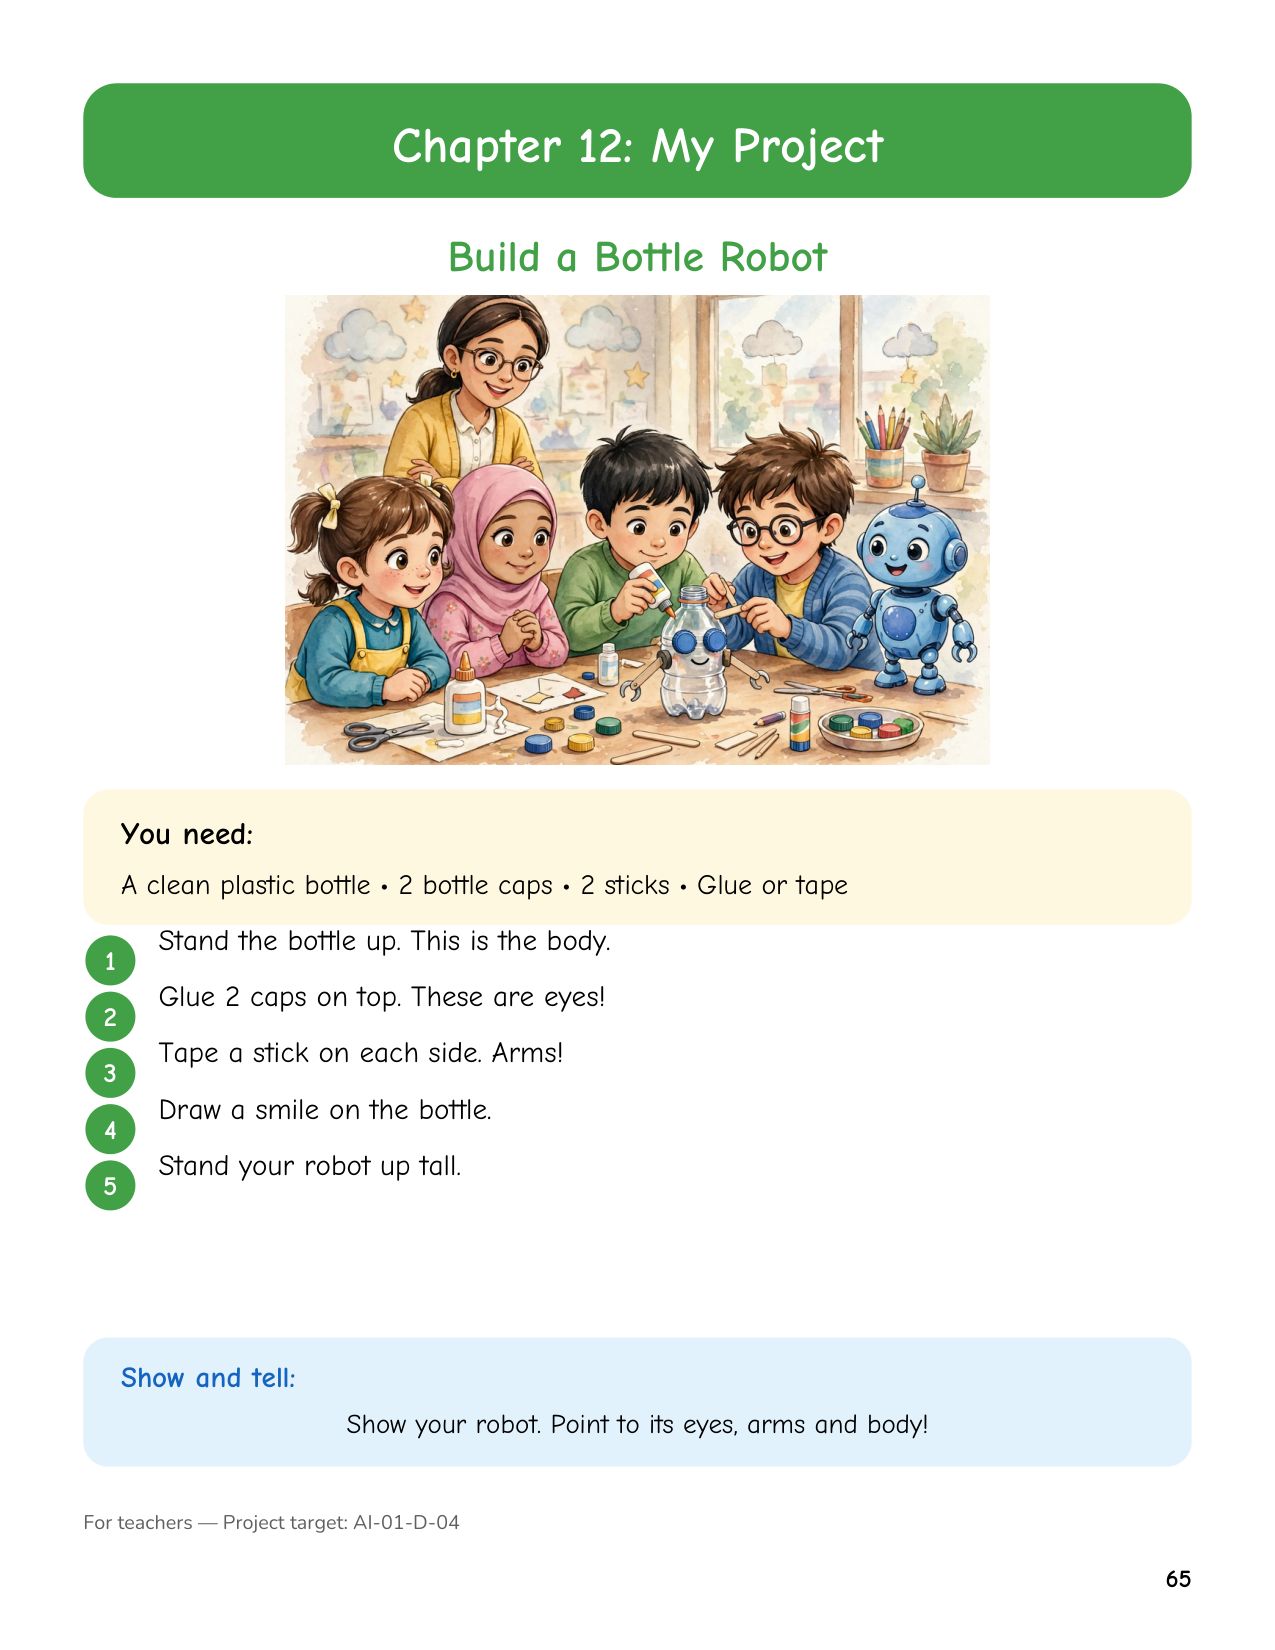 Chapter 12: My Project
Build a Bottle Robot
You need:
A clean plastic bottle • 2 bottle caps • 2 sticks • Glue or tape
1 Stand the bottle up. This is the body.
2 Glue 2 caps on top. These are eyes!
3 Tape a stick on each side. Arms!
4 Draw a smile on the bottle.
5 Stand your robot up tall.
Show and tell:
Show your robot. Point to its eyes, arms and body!
For teachers — Project target: AI-01-D-04
65